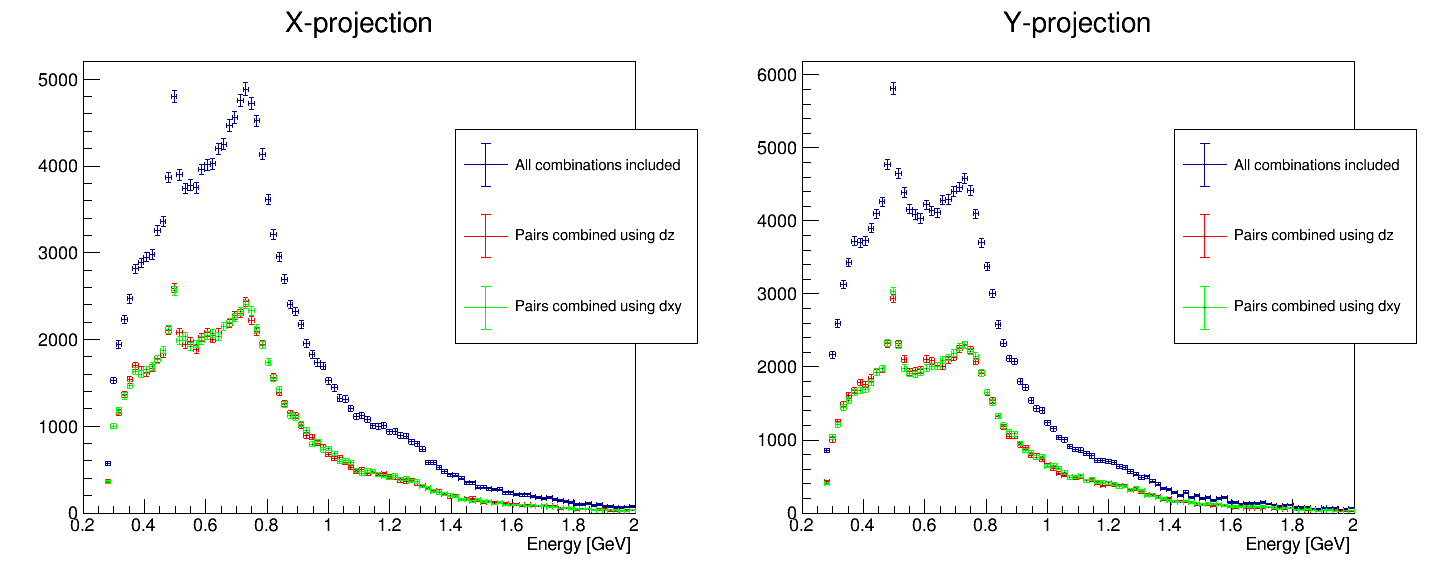 X-projection
5000
4000
3000
2000
1000
0
0.2 0.4 0.6 0.8 1 1.2 1.4 1.6 1.8 2
Energy [GeV]
All combinations included
Pairs combined using dz
Pairs combined using dxy
Y-projection
6000
5000
4000
3000
2000
1000
0
0.2 0.4 0.6 0.8 1 1.2 1.4 1.6 1.8 2
Energy [GeV]
All combinations included
Pairs combined using dz
Pairs combined using dxy